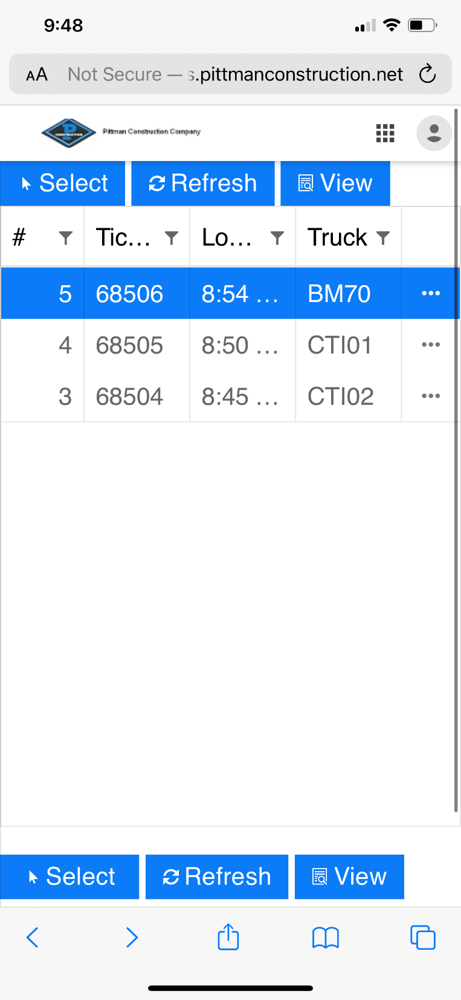 9:48
AA Not Secure — s.pittmanconstruction.net
Pittman Construction Company
Select Refresh View
# Tic... Lo... Truck
5 68506 8:54 ... BM70 •••
4 68505 8:50 ... CTI01 •••
3 68504 8:45 ... CTI02 •••
Select Refresh View